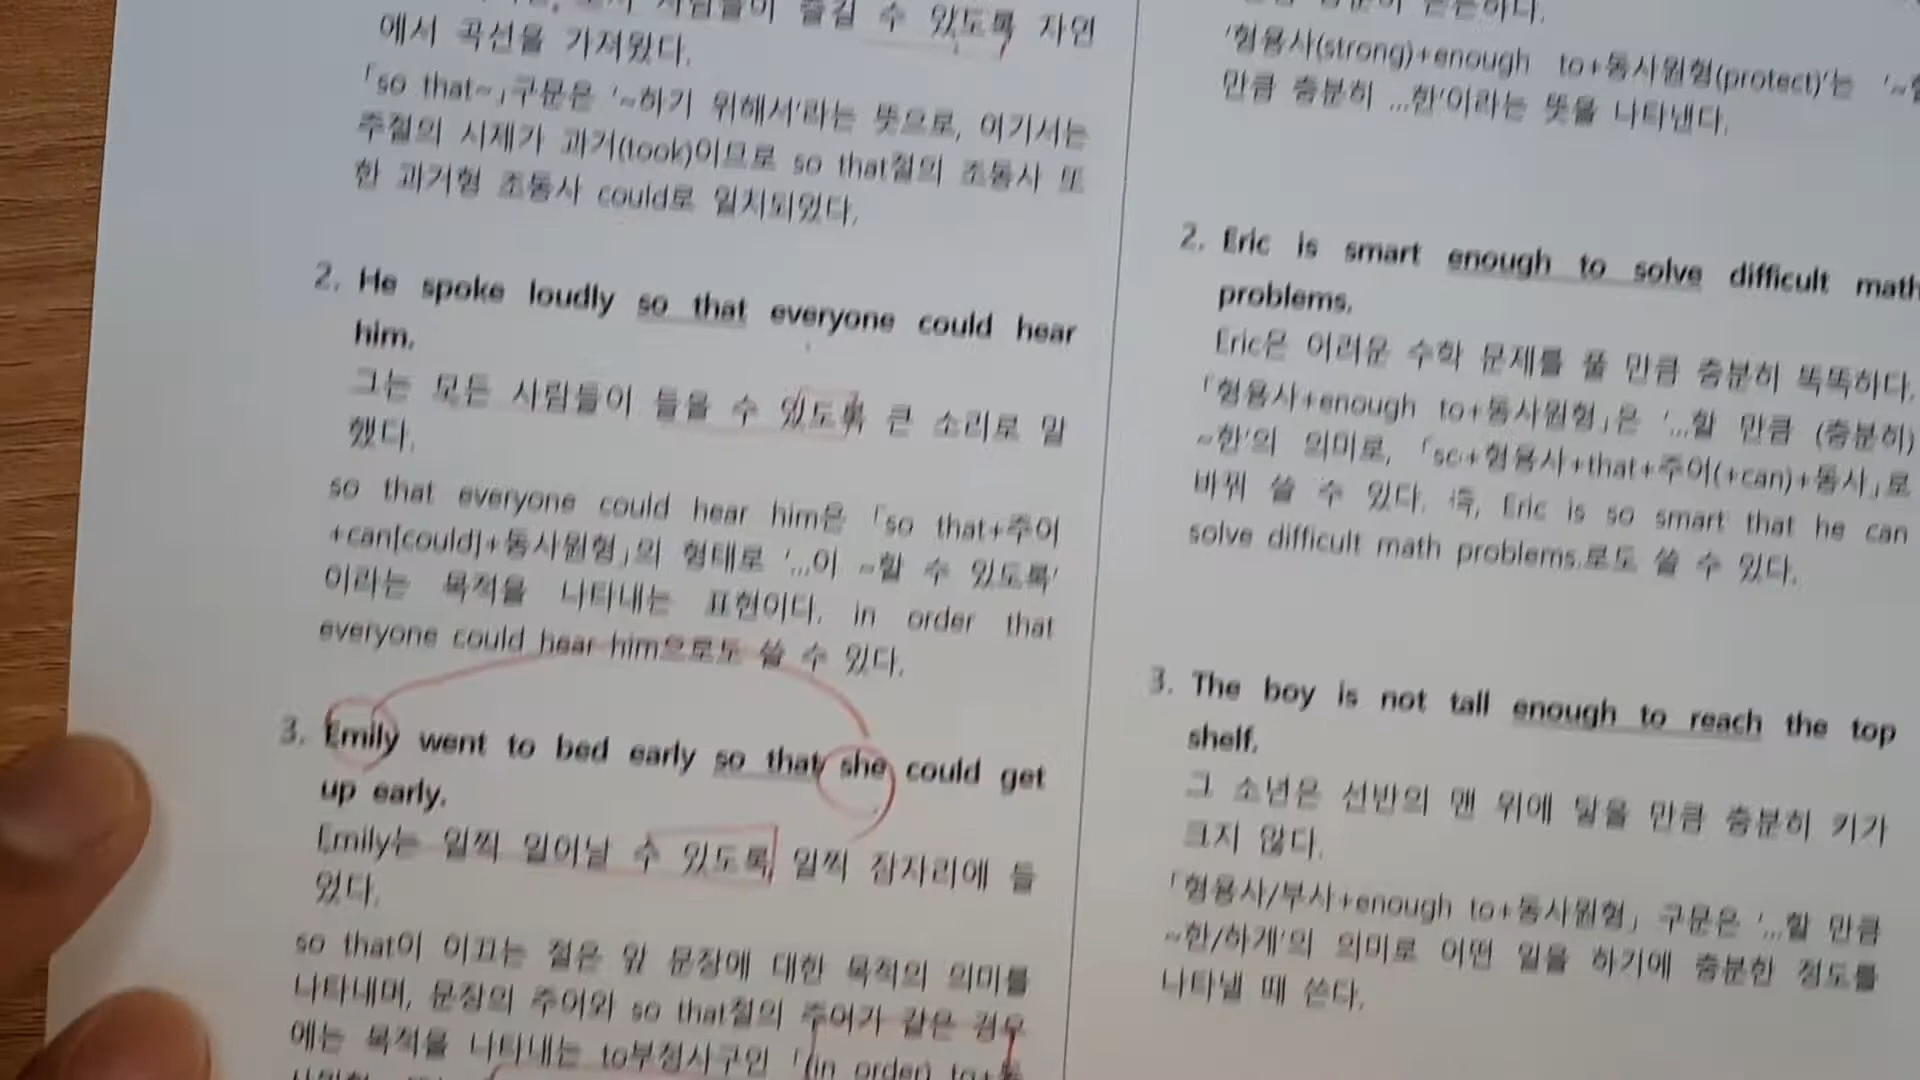 수 있도록 자연
에서 곡선을 가져왔다.
「so that~」구문은 '~하기 위해서'라는 뜻으로, 여기서는
주절의 시제가 과거(took)이므로 so that절의 조동사 또
한 과거형 조동사 could로 일치되었다.
2. He spoke loudly so that everyone could hear
him.
그는 모든 사람들이 들을 수 있도록 큰 소리로 말
했다.
so that everyone could hear him은 「so that+주어
+can[could]+동사원형」의 형태로 '...이 ~할 수 있도록'
이라는 목적을 나타내는 표현이다. in order that
everyone could hear him으로도 쓸 수 있다.
3. Emily went to bed early so that she could get
up early.
Emily는 일찍 일어날 수 있도록 일찍 잠자리에 들
었다.
so that이 이끄는 절은 앞 문장에 대한 목적의 의미를
나타내며, 문장의 주어와 so that절의 주어가 같은 경우
에는 목적을 나타내는 to부정사구인 「(in order) to+동
'형용사(strong)+enough to+동사원형(protect)'는
만큼 충분히 ...한'이라는 뜻을 나타낸다.
2. Eric is smart enough to solve difficult math
problems.
Eric은 어려운 수학 문제를 풀 만큼 충분히 똑똑하다.
「형용사+enough to+동사원형」은 '...할 만큼 (충분히)
~한'의 의미로, 「so+형용사+that+주어(+can)+동사」로
바꿔 쓸 수 있다. 즉, Eric is so smart that he can
solve difficult math problems.로도 쓸 수 있다.
3. The boy is not tall enough to reach the top
shelf.
그 소년은 선반의 맨 위에 닿을 만큼 충분히 키가
크지 않다.
「형용사/부사+enough to+동사원형」 구문은 '...할 만큼
~한/하게'의 의미로 어떤 일을 하기에 충분한 정도를
나타낼 때 쓴다.